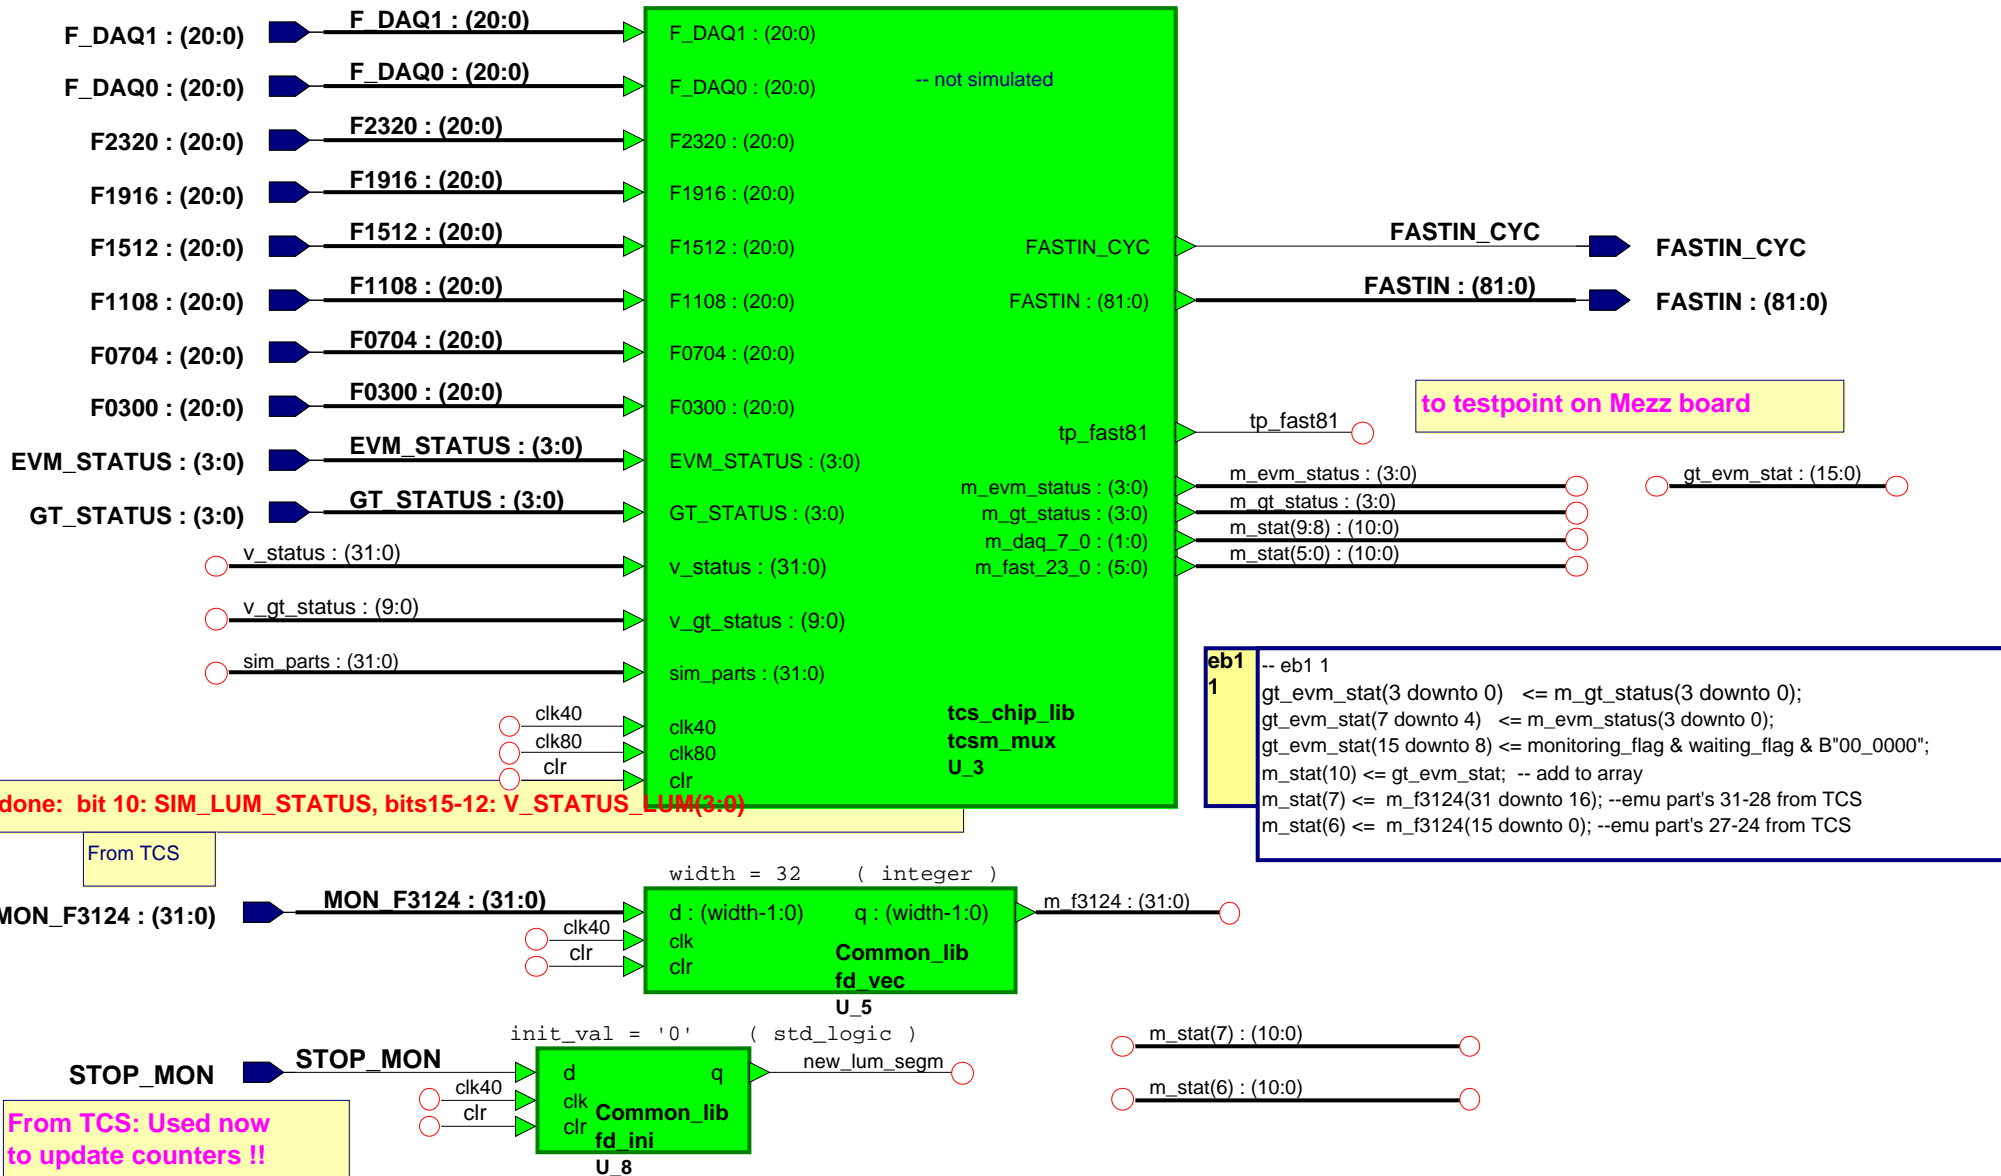 F_DAQ1 : (20:0) F_DAQ1 : (20:0) F_DAQ1 : (20:0)
F_DAQ0 : (20:0) F_DAQ0 : (20:0) F_DAQ0 : (20:0) -- not simulated
F2320 : (20:0) F2320 : (20:0) F2320 : (20:0)
F1916 : (20:0) F1916 : (20:0) F1916 : (20:0)
F1512 : (20:0) F1512 : (20:0) F1512 : (20:0) FASTIN_CYC FASTIN_CYC FASTIN_CYC
F1108 : (20:0) F1108 : (20:0) F1108 : (20:0) FASTIN : (81:0) FASTIN : (81:0) FASTIN : (81:0)
F0704 : (20:0) F0704 : (20:0) F0704 : (20:0)
F0300 : (20:0) F0300 : (20:0) F0300 : (20:0)
to testpoint on Mezz board
tp_fast81 tp_fast81
EVM_STATUS : (3:0) EVM_STATUS : (3:0) EVM_STATUS : (3:0)
m_evm_status : (3:0) m_evm_status : (3:0) gt_evm_stat : (15:0)
GT_STATUS : (3:0) GT_STATUS : (3:0) GT_STATUS : (3:0) m_gt_status : (3:0) m_gt_status : (3:0)
m_daq_7_0 : (1:0) m_stat(9:8) : (10:0)
v_status : (31:0) v_status : (31:0) m_fast_23_0 : (5:0) m_stat(5:0) : (10:0)
v_gt_status : (9:0) v_gt_status : (9:0)
sim_parts : (31:0) sim_parts : (31:0)
eb1
1
-- eb1 1
gt_evm_stat(3 downto 0) <= m_gt_status(3 downto 0);
gt_evm_stat(7 downto 4) <= m_evm_status(3 downto 0);
gt_evm_stat(15 downto 8) <= monitoring_flag & waiting_flag & B"00_0000";
m_stat(10) <= gt_evm_stat; -- add to array
m_stat(7) <= m_f3124(31 downto 16); --emu part's 31-28 from TCS
m_stat(6) <= m_f3124(15 downto 0); --emu part's 27-24 from TCS
clk40 clk40 tcs_chip_lib
clk80 clk80 tcsm_mux
clr clr U_3
done: bit 10: SIM_LUM_STATUS, bits15-12: V_STATUS_LUM(3:0)
From TCS
width = 32 ( integer )
MON_F3124 : (31:0) MON_F3124 : (31:0) d : (width-1:0) q : (width-1:0) m_f3124 : (31:0)
clk40 clk Common_lib
clr clr fd_vec
U_5
init_val = '0' ( std_logic )
STOP_MON STOP_MON d q new_lum_segm
clk40 clk Common_lib
clr clr fd_ini
U_8
m_stat(7) : (10:0)
m_stat(6) : (10:0)
From TCS: Used now
to update counters !!